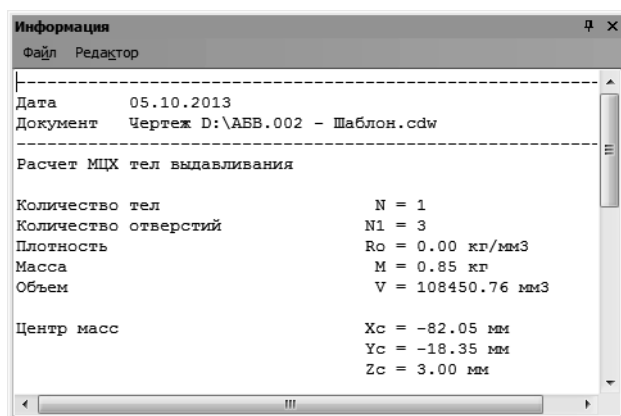 Информация
Файл Редактор
Дата 05.10.2013
Документ Чертеж D:\АБВ.002 - Шаблон.cdw
Расчет МЦХ тел выдавливания
Количество тел N = 1
Количество отверстий N1 = 3
Плотность Ro = 0.00 кг/мм3
Масса M = 0.85 кг
Объем V = 108450.76 мм3
Центр масс Xc = -82.05 мм
Yc = -18.35 мм
Zc = 3.00 мм